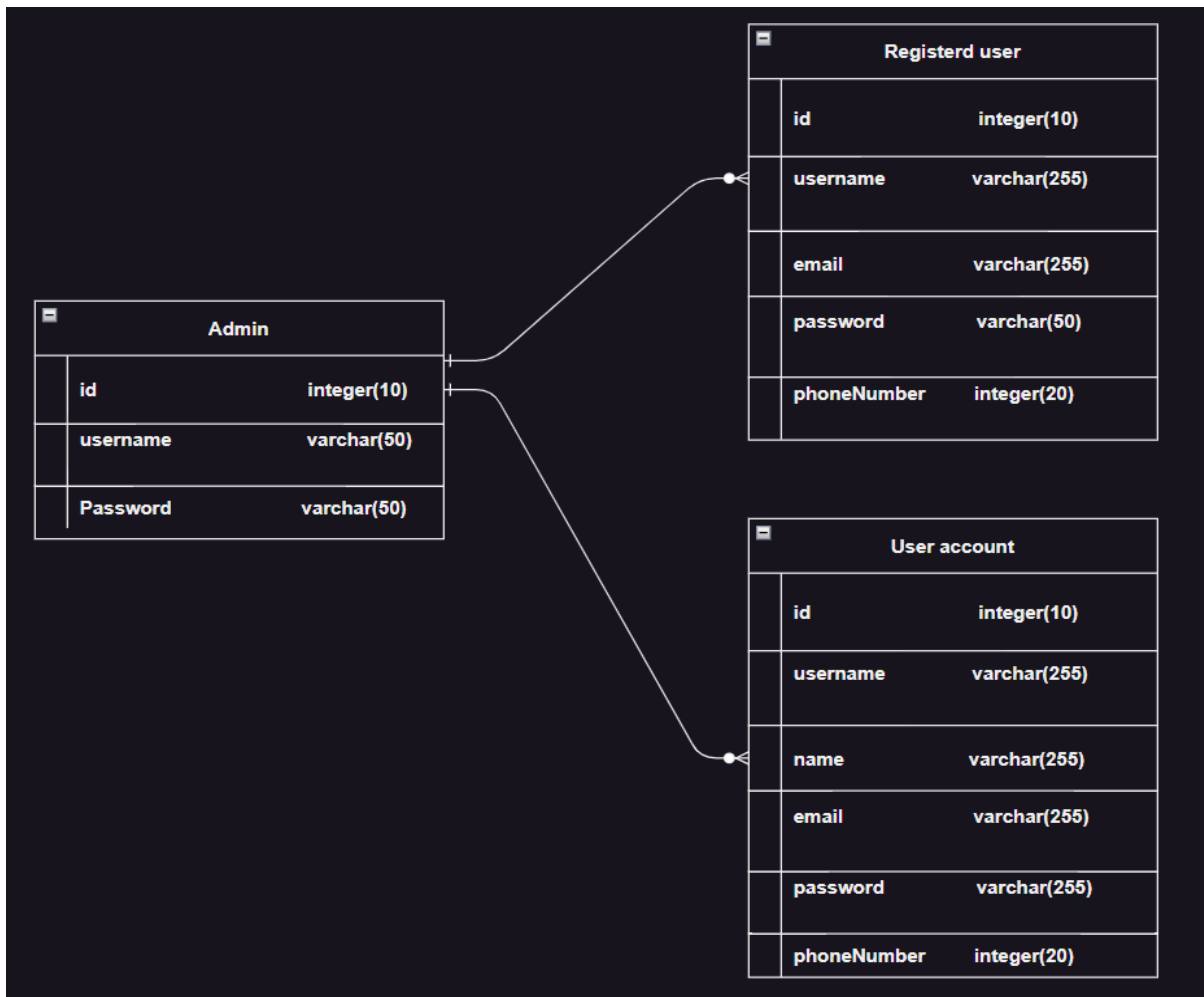 Registerd user
id integer(10)
username varchar(255)
email varchar(255)
password varchar(50)
phoneNumber integer(20)
Admin
id integer(10)
username varchar(50)
Password varchar(50)
User account
id integer(10)
username varchar(255)
name varchar(255)
email varchar(255)
password varchar(255)
phoneNumber integer(20)